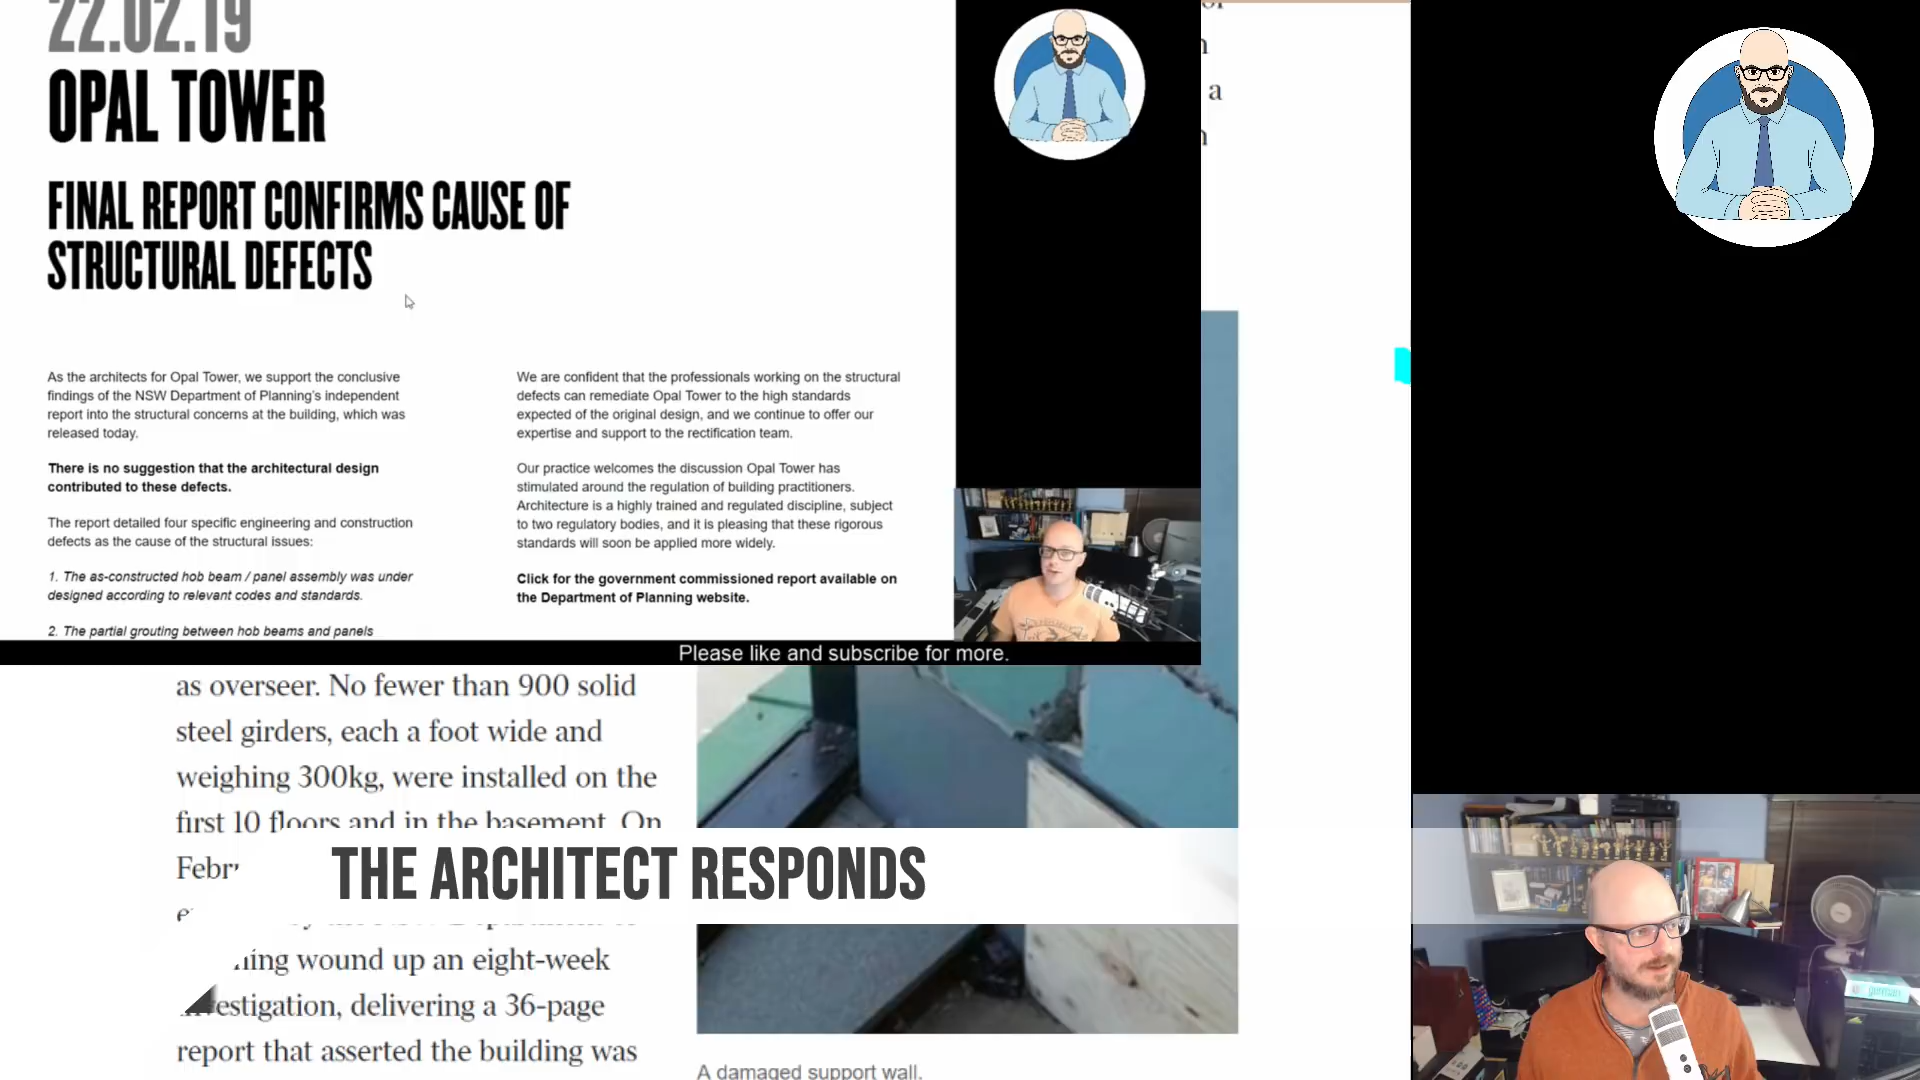 22.02.19
OPAL TOWER
FINAL REPORT CONFIRMS CAUSE OF
STRUCTURAL DEFECTS
As the architects for Opal Tower, we support the conclusive
findings of the NSW Department of Planning's independent
report into the structural concerns at the building, which was
released today.
There is no suggestion that the architectural design
contributed to these defects.
The report detailed four specific engineering and construction
defects as the cause of the structural issues:
1. The as-constructed hob beam / panel assembly was under
designed according to relevant codes and standards.
2. The partial grouting between hob beams and panels
We are confident that the professionals working on the structural
defects can remediate Opal Tower to the high standards
expected of the original design, and we continue to offer our
expertise and support to the rectification team.
Our practice welcomes the discussion Opal Tower has
stimulated around the regulation of building practitioners.
Architecture is a highly trained and regulated discipline, subject
to two regulatory bodies, and it is pleasing that these rigorous
standards will soon be applied more widely.
Click for the government commissioned report available on
the Department of Planning website.
a
Please like and subscribe for more.
as overseer. No fewer than 900 solid
steel girders, each a foot wide and
weighing 300kg, were installed on the
first 10 floors and in the basement. On
THE ARCHITECT RESPONDS
wound up an eight-week
delivering a 36-page
report that asserted the building was
A damaged support wall.
german